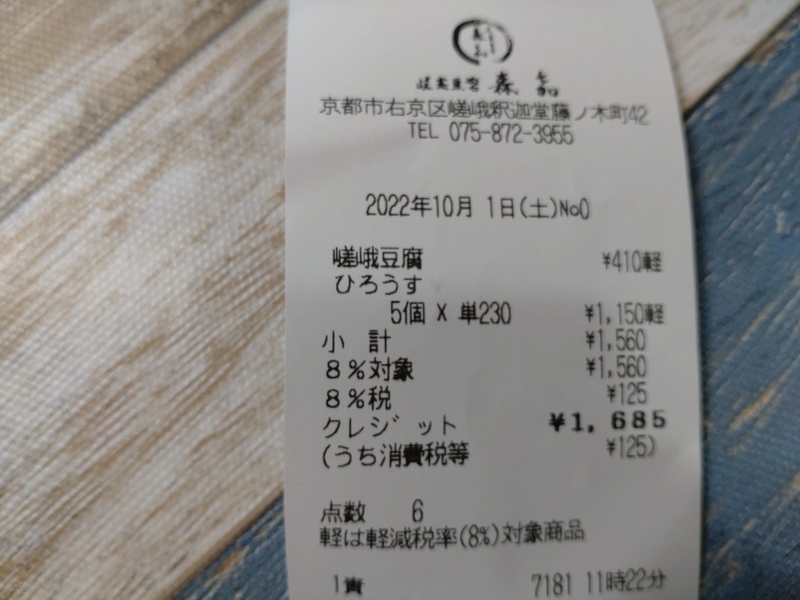 嵯峨豆腐 森嘉
京都市右京区嵯峨釈迦堂藤ノ木町42
TEL 075-872-3955
2022年10月 1日(土)No0
嵯峨豆腐 ¥410軽
ひろうす
5個 X 単230 ¥1,150軽
小 計 ¥1,560
8%対象 ¥1,560
8%税 ¥125
クレジット ¥1,685
(うち消費税等 ¥125)
点数 6
軽は軽減税率(8%)対象商品
1責 7181 11時22分